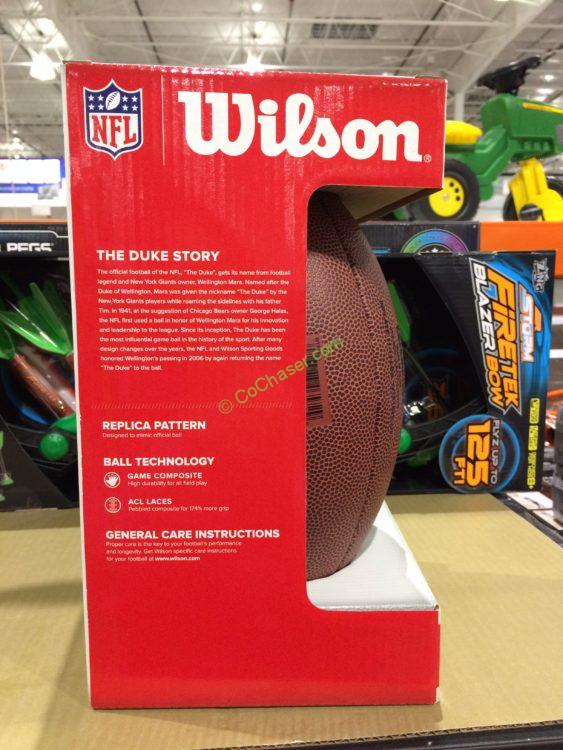 NFL
Wilson®
THE DUKE STORY
The official football of the NFL, "The Duke", gets its name from football
legend and New York Giants owner, Wellington Mara. Named after the
Duke of Wellington, Mara was given the nickname "The Duke" by the
New York Giants players while roaming the sidelines with his father
Tim. In 1941, at the suggestion of Chicago Bears owner George Halas,
the NFL first used a ball in honor of Wellington Mara for his innovation
and leadership to the league. Since its inception, The Duke has been
the most influential game ball in the history of the sport. After many
design changes over the years, the NFL and Wilson Sporting Goods
honored Wellington's passing in 2006 by again returning the name
"The Duke" to the ball.
© CoChaser.com
REPLICA PATTERN
Designed to mimic official ball
BALL TECHNOLOGY
GAME COMPOSITE
High durability for all field play
ACL LACES
Pebbled composite for 174% more grip
GENERAL CARE INSTRUCTIONS
Proper care is the key to your football's performance
and longevity. Get Wilson specific care instructions
for your football at www.wilson.com
PEGS
STORM
FIRETEK
BLAZER BOW
FLYZ UP TO
125
FT!